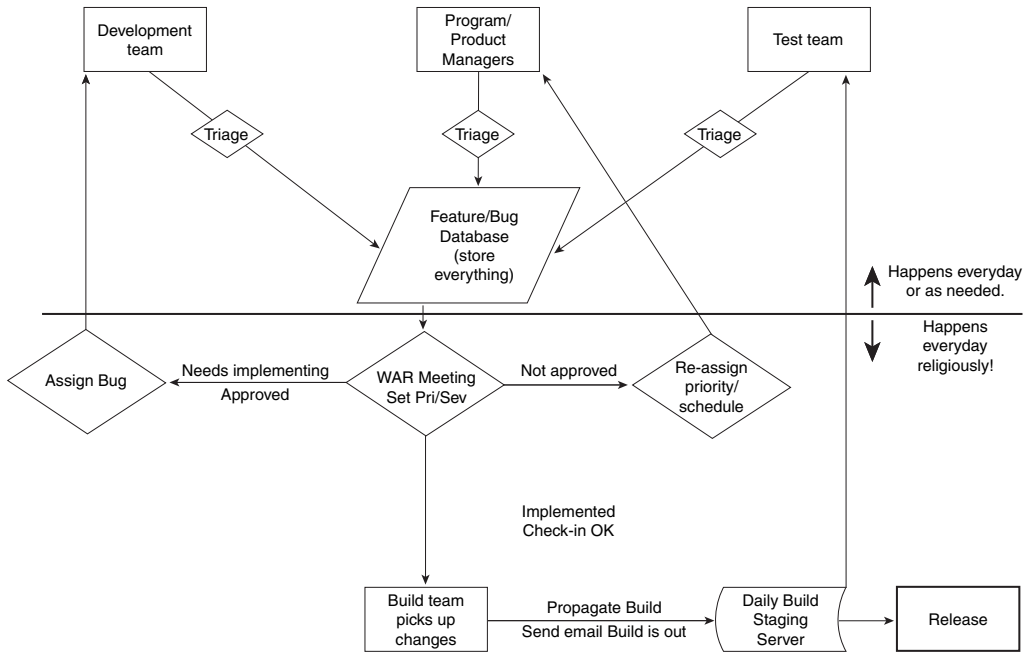 Development
team
Program/
Product
Managers
Test team
Triage
Triage
Triage
Feature/Bug
Database
(store
everything)
Happens everyday
or as needed.
Happens
everyday
religiously!
Assign Bug
Needs implementing
Approved
WAR Meeting
Set Pri/Sev
Not approved
Re-assign
priority/
schedule
Implemented
Check-in OK
Build team
picks up
changes
Propagate Build
Send email Build is out
Daily Build
Staging
Server
Release